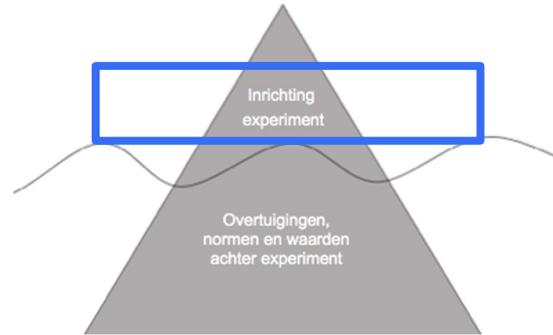 Inrichting
experiment
Overtuigingen,
normen en waarden
achter experiment